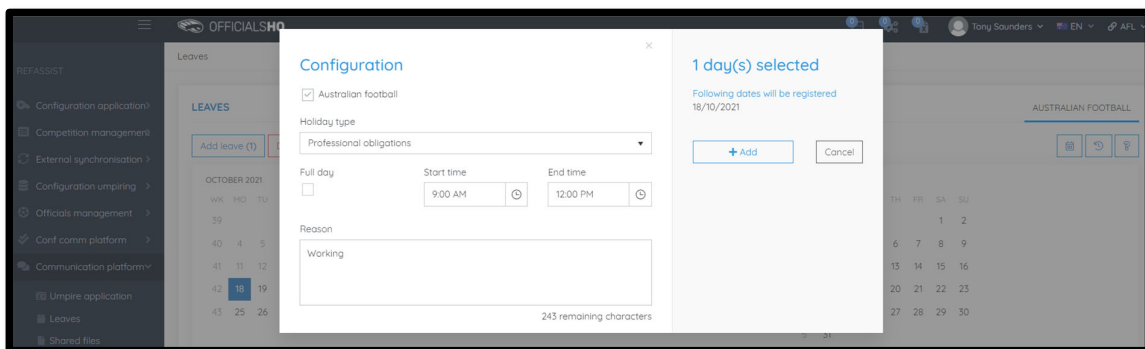 OFFICIALSHQ
0
0
0
Tony Saunders
EN
AFL
REFASSIST
Configuration application
Competition management
External synchronisation
Configuration umpiring
Officials management
Conf comm platform
Communication platform
Umpire application
Leaves
Shared files
Leaves
LEAVES
AUSTRALIAN FOOTBALL
Add leave (1)
OCTOBER 2021
WK MO TU
39
40 4 5
41 11 12
42 18 19
43 25 26
TH FR SA SU
1 2
6 7 8 9
13 14 15 16
20 21 22 23
27 28 29 30
5 31
×
Configuration
Australian football
Holiday type
Professional obligations
Full day Start time End time
9:00 AM 12:00 PM
Reason
Working
243 remaining characters
1 day(s) selected
Following dates will be registered
18/10/2021
+ Add Cancel